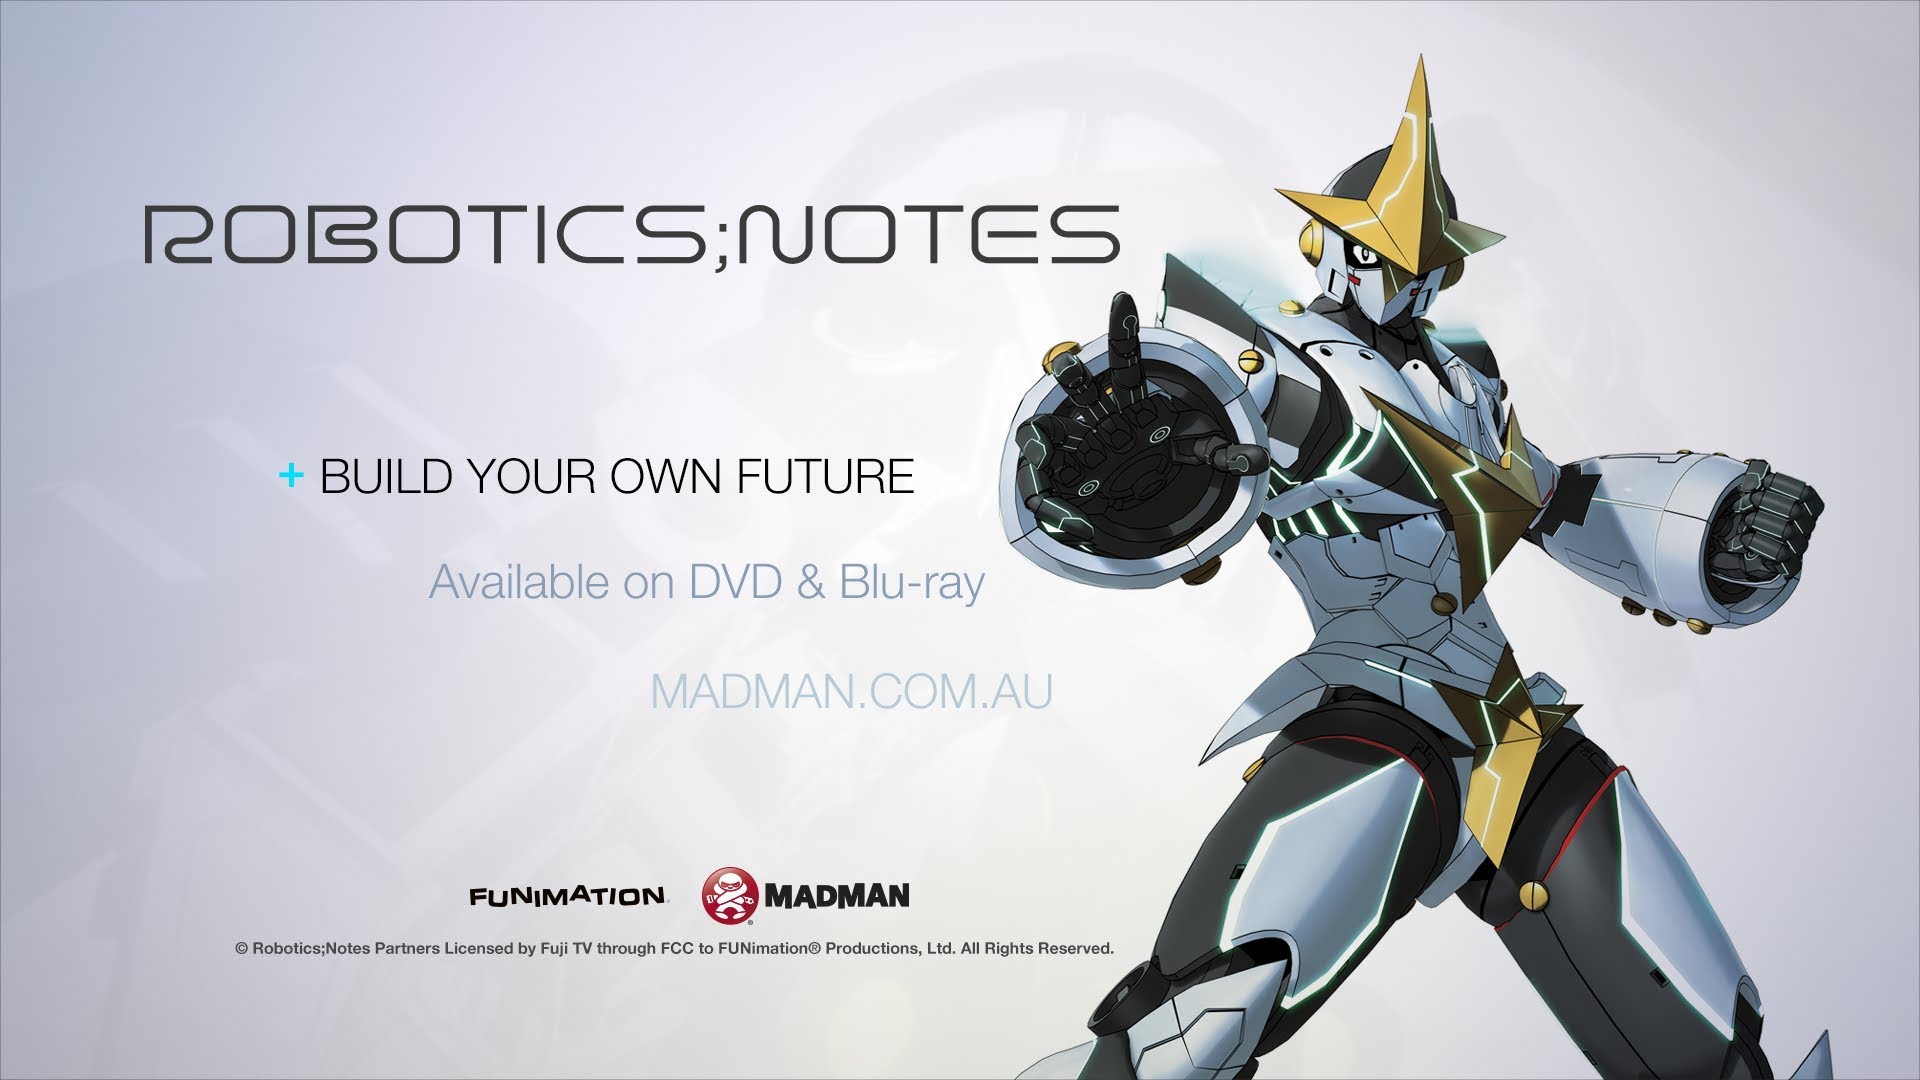 ROBOTICS;NOTES
+ BUILD YOUR OWN FUTURE
Available on DVD & Blu-ray
MADMAN.COM.AU
FUNIMATION® MADMAN®
© Robotics;Notes Partners Licensed by Fuji TV through FCC to FUNimation® Productions, Ltd. All Rights Reserved.